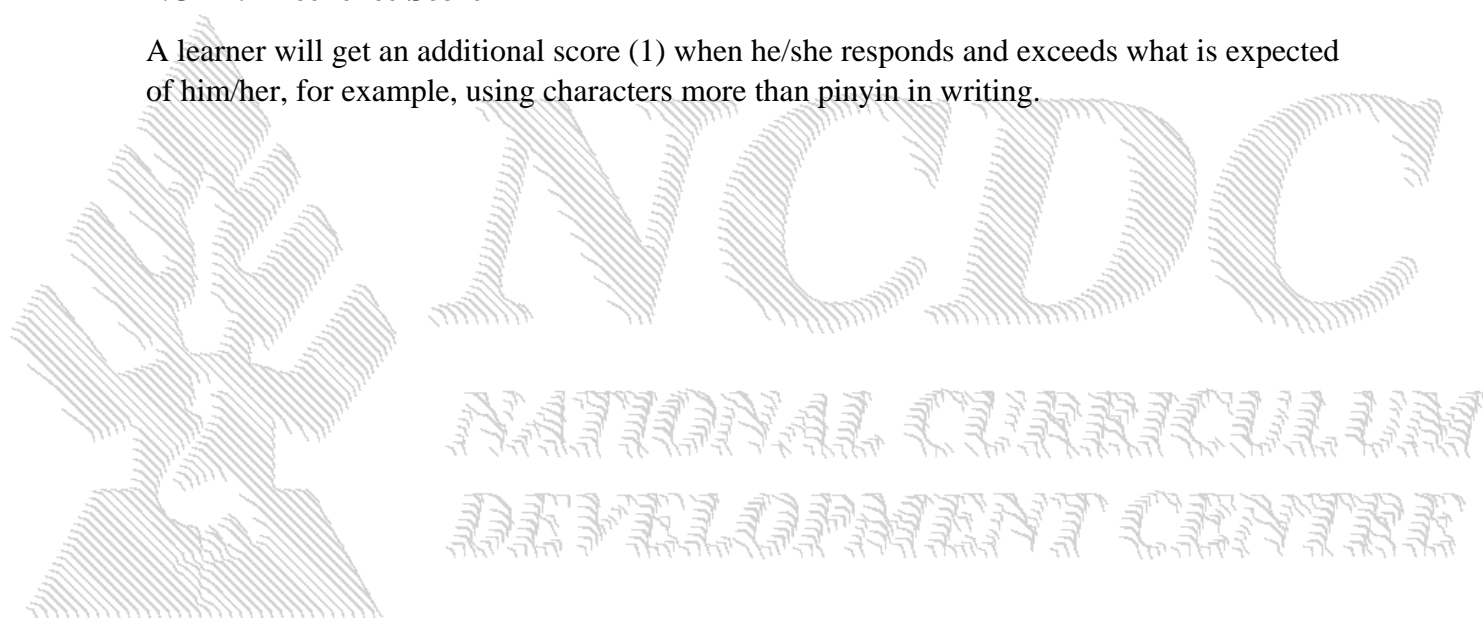 A learner will get an additional score (1) when he/she responds and exceeds what is expected
of him/her, for example, using characters more than pinyin in writing.
NCDC
NATIONAL CURRICULUM
DEVELOPMENT CENTRE